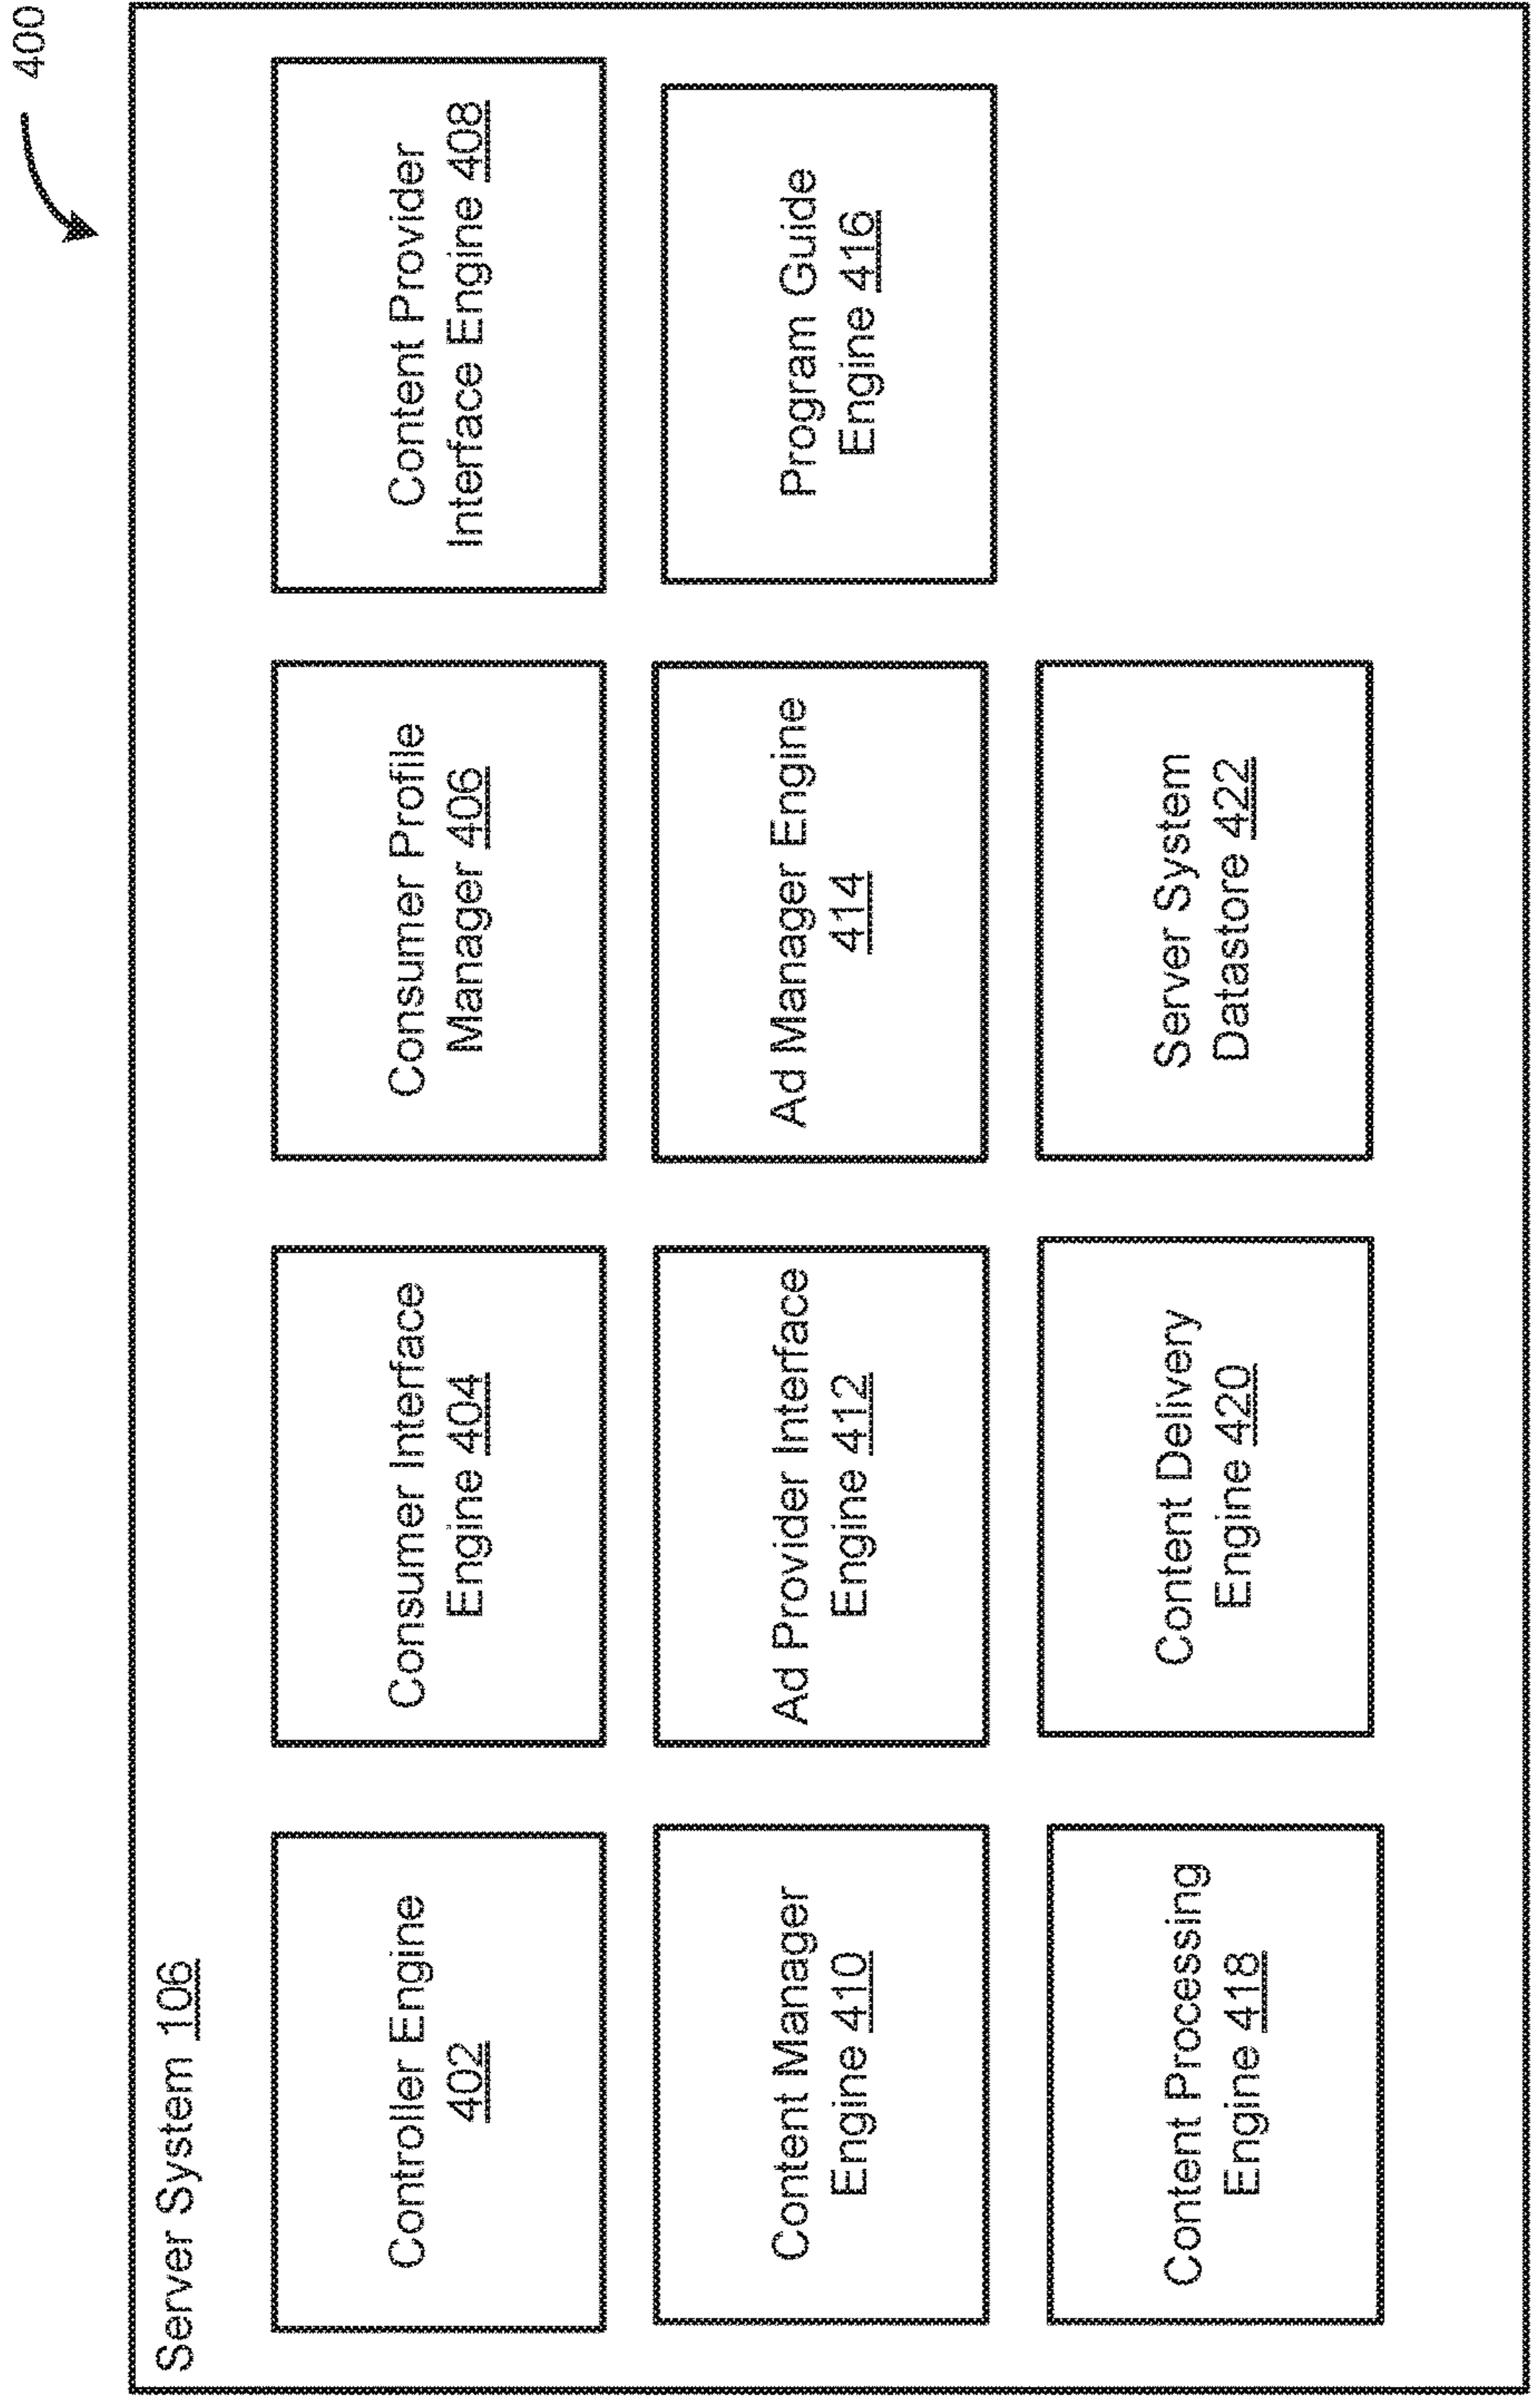 400
Server System 106
Controller Engine
402
Consumer Interface
Engine 404
Consumer Profile
Manager 406
Content Provider
Interface Engine 408
Content Manager
Engine 410
Ad Provider Interface
Engine 412
Ad Manager Engine
414
Program Guide
Engine 416
Content Processing
Engine 418
Content Delivery
Engine 420
Server System
Datastore 422